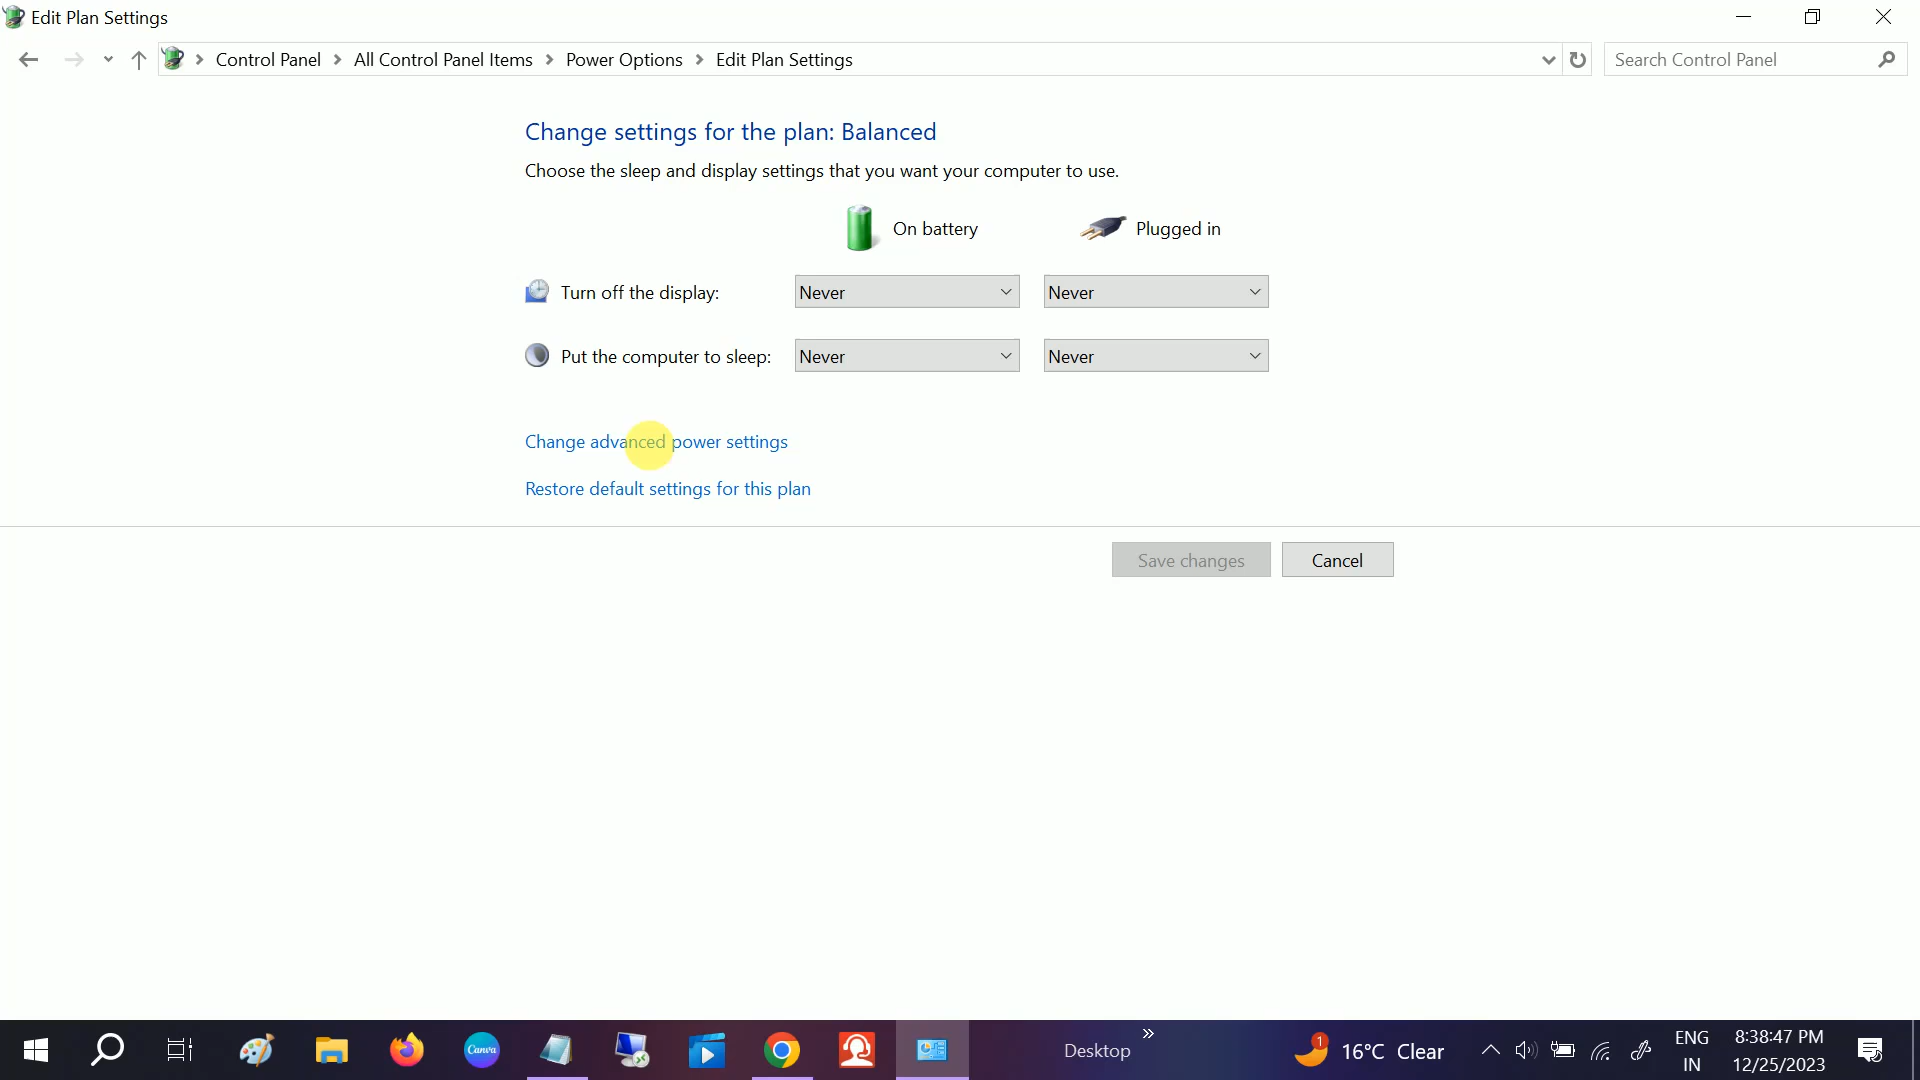 Edit Plan Settings
Control Panel > All Control Panel Items > Power Options > Edit Plan Settings
Search Control Panel
Change settings for the plan: Balanced
Choose the sleep and display settings that you want your computer to use.
On battery Plugged in
Turn off the display: Never Never
Put the computer to sleep: Never Never
Change advanced power settings
Restore default settings for this plan
Save changes Cancel
Canva
Desktop
1
16°C Clear
ENG
IN
8:38:47 PM
12/25/2023